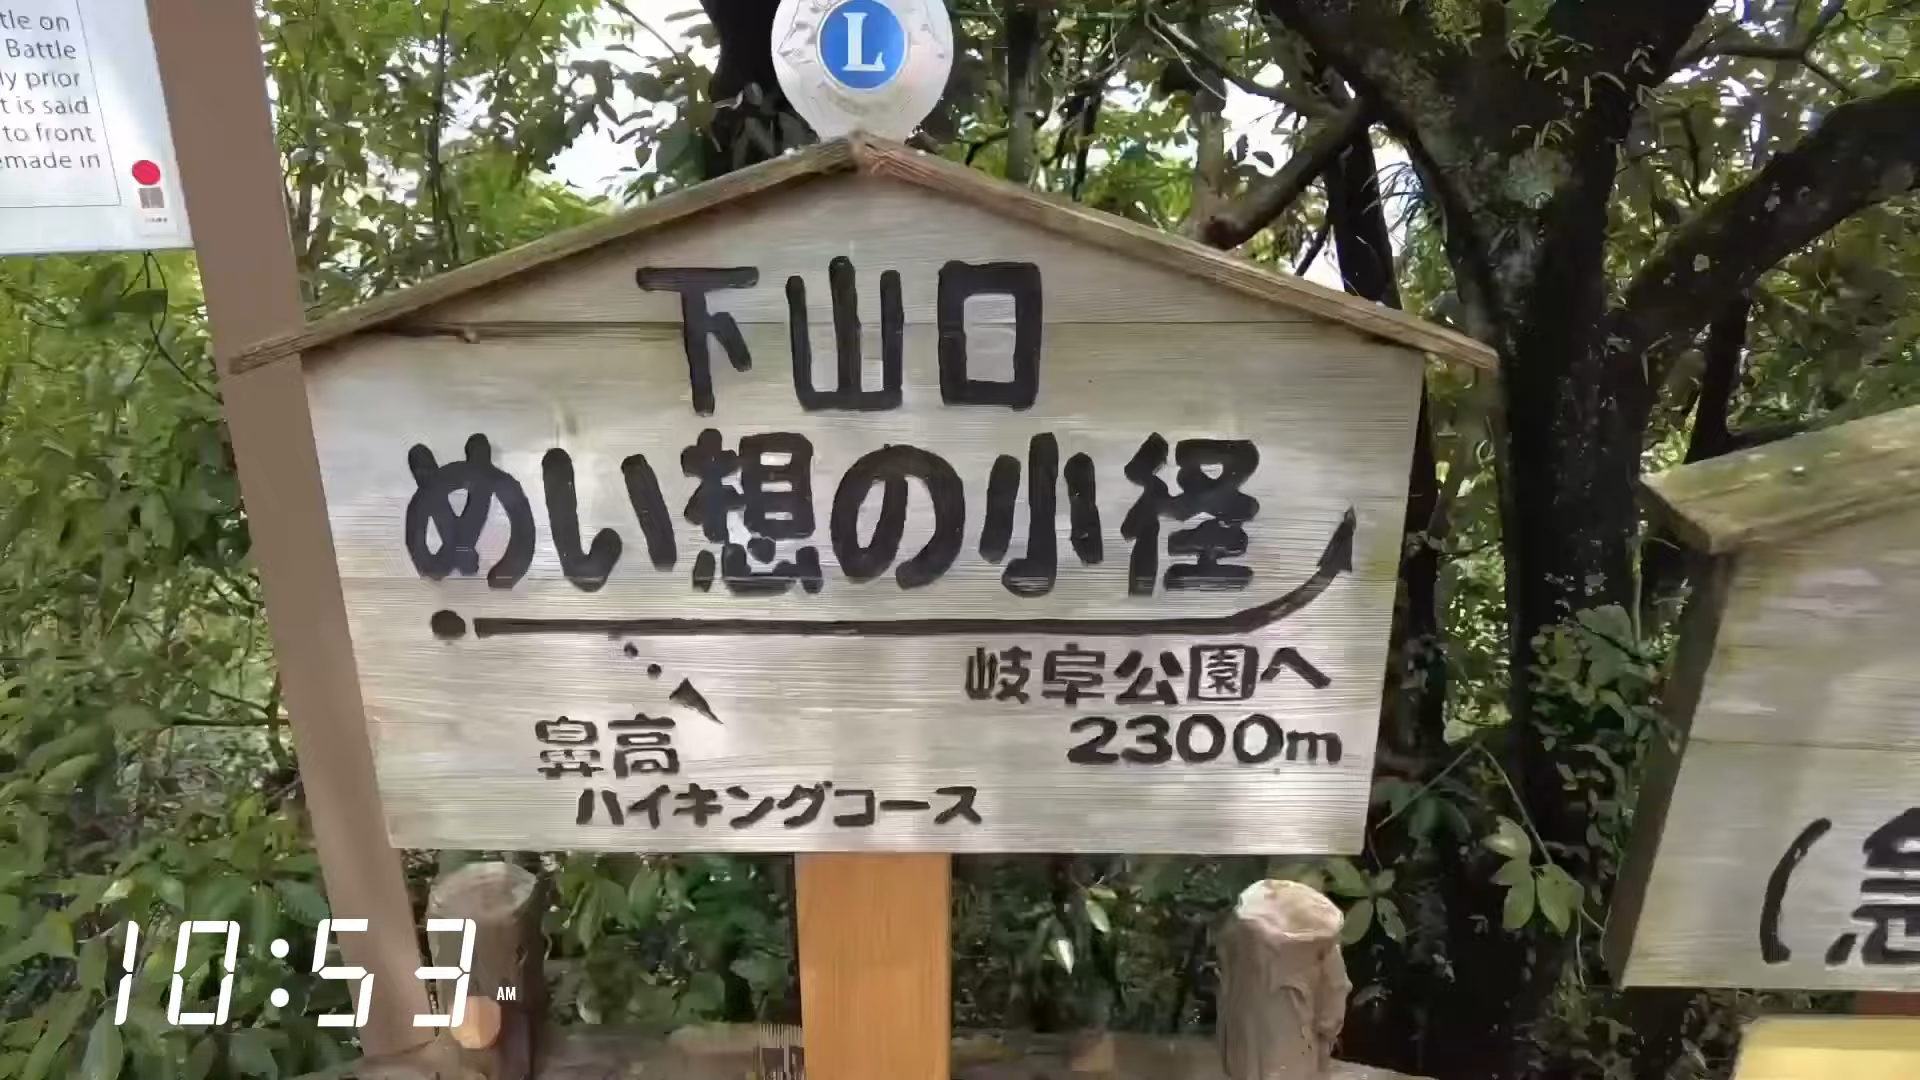 tle on
Battle
ly prior
t is said
to front
emade in
L
下山口
めい想の小径
岐阜公園へ
2300m
鼻高
ハイキングコース
(急
10:53 AM